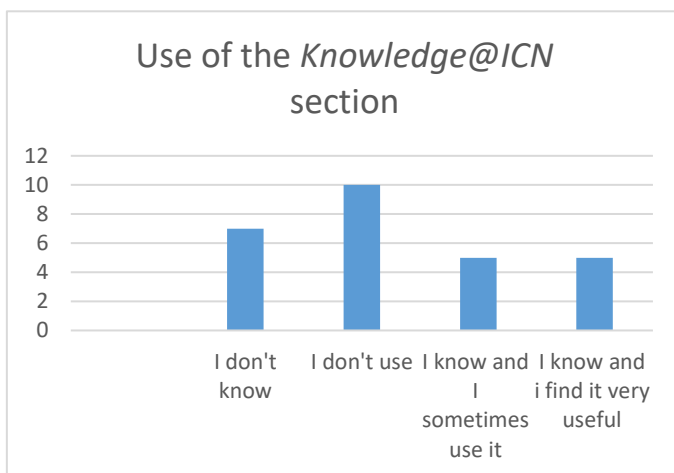 Use of the Knowledge@ICN
section
12
10
8
6
4
2
0
I don't
know
I don't use
I know and
I
sometimes
use it
I know and
i find it very
useful